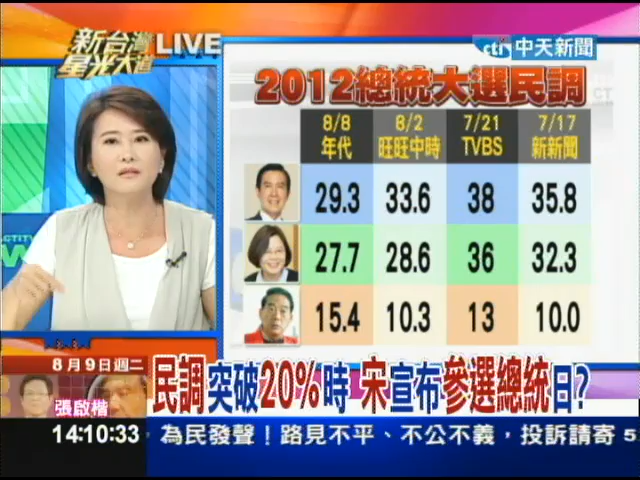 新台灣 LIVE
星光大道
cti 中天新聞
2012總統大選民調
8/8 8/2 7/21 7/17
年代 旺旺中時 TVBS 新新聞
29.3 33.6 38 35.8
27.7 28.6 36 32.3
15.4 10.3 13 10.0
8月9日週二
民調突破20%時 宋宣布參選總統日?
張啟楷
14:10:33 為民發聲!路見不平、不公不義,投訴請寄 5